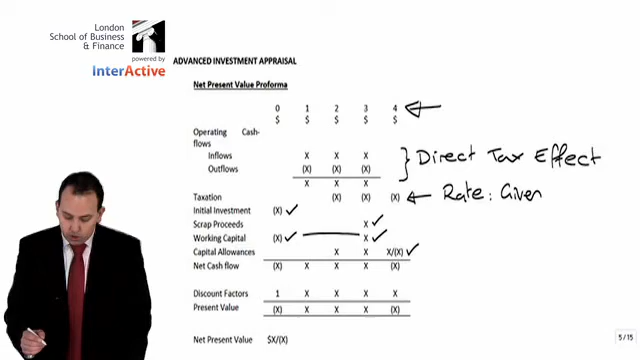 London
School of Business
& Finance
powered by
InterActive
ADVANCED INVESTMENT APPRAISAL
Net Present Value Proforma
0 1 2 3 4
$ $ $ $ $
Operating Cash-
flows
Inflows X X X
Outflows (X) (X) (X)
X X X
Taxation (X) (X) (X)
Initial Investment (X)
Scrap Proceeds X
Working Capital (X) X
Capital Allowances X X X/(X)
Net Cash flow (X) X X X (X)
Discount Factors 1 X X X X
Present Value (X) X X X (X)
Net Present Value $X/(X)
Direct Tax Effect
Rate: Given
5 / 15